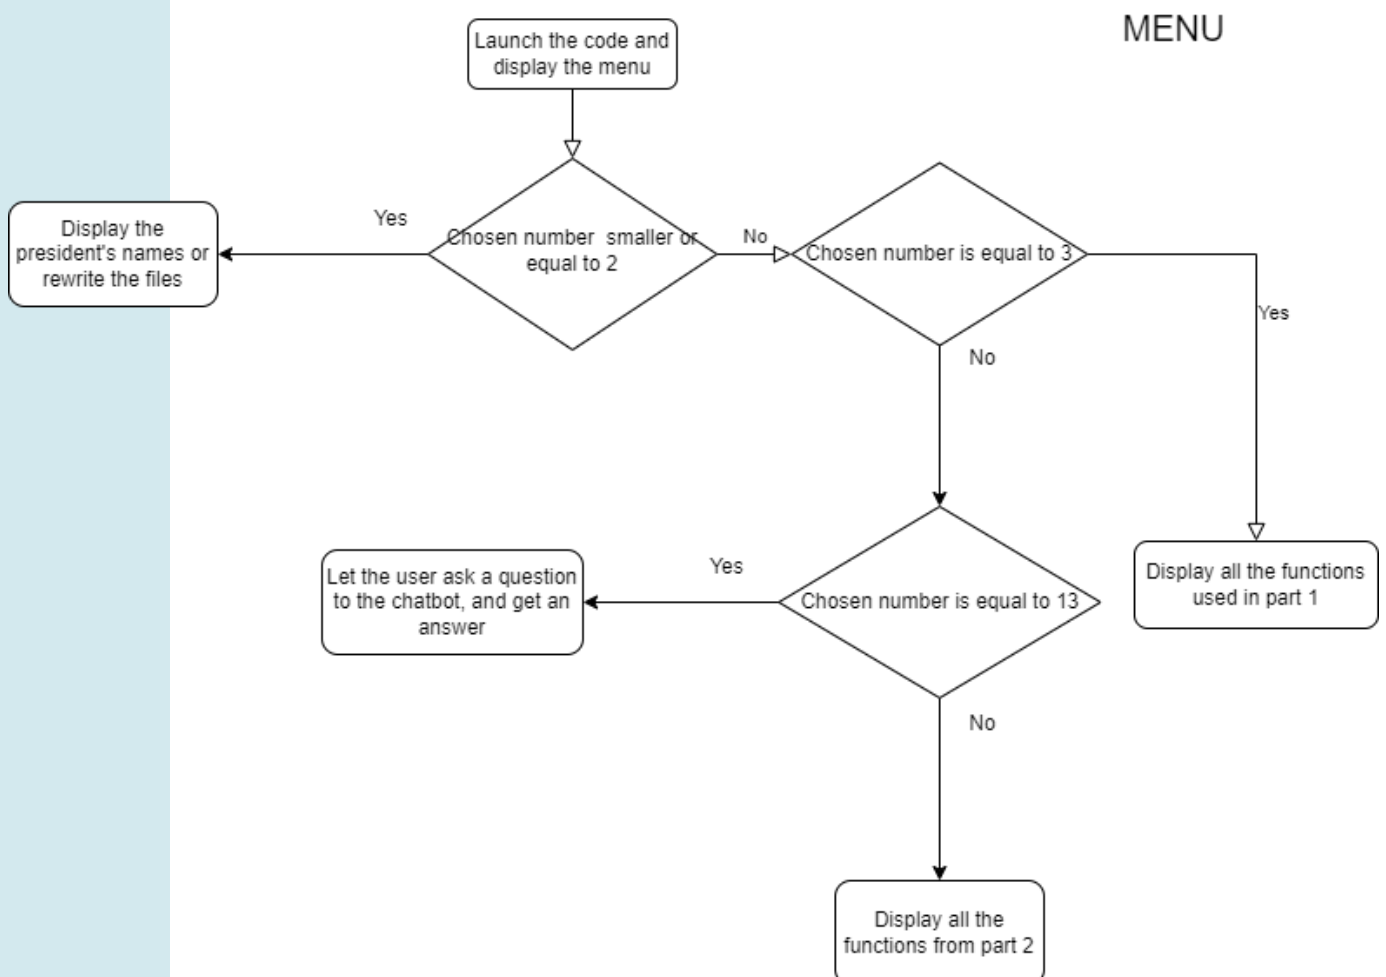 MENU
Launch the code and
display the menu
Yes
Display the
president's names or
rewrite the files
Chosen number  smaller or
equal to 2
No
Chosen number is equal to 3
Yes
No
Yes
Let the user ask a question
to the chatbot, and get an
answer
Chosen number is equal to 13
Display all the functions
used in part 1
No
Display all the
functions from part 2